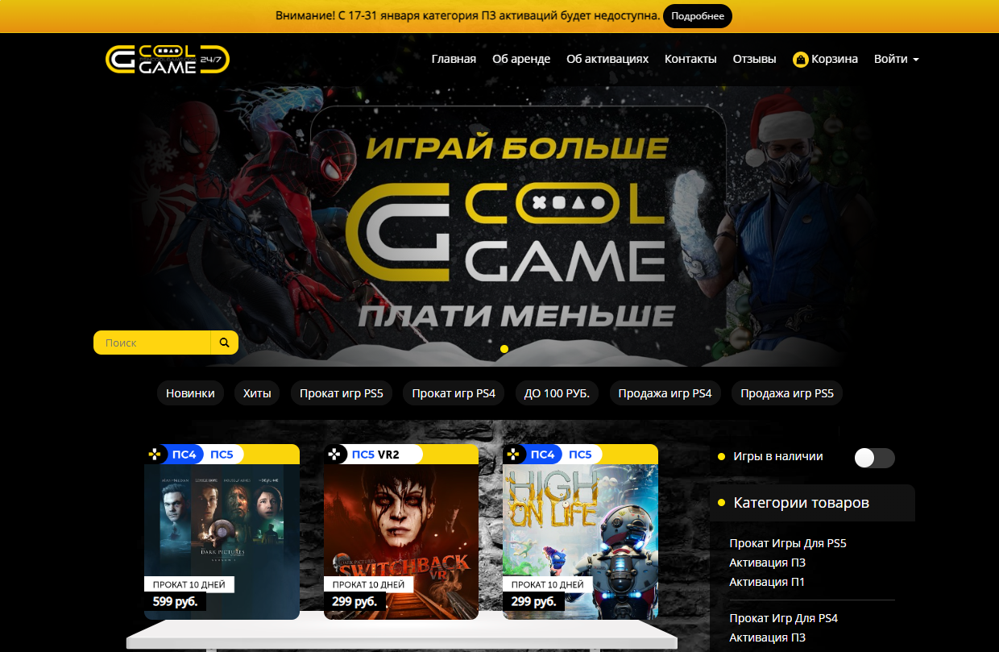 Внимание! С 17-31 января категория П3 активаций будет недоступна. Подробнее
COOL
GAME 24/7
Главная Об аренде Об активациях Контакты Отзывы Корзина Войти
ИГРАЙ БОЛЬШЕ
COOL
GAME
ПЛАТИ МЕНЬШЕ
Поиск
Новинки Хиты Прокат игр PS5 Прокат игр PS4 ДО 100 РУБ. Продажа игр PS4 Продажа игр PS5
ПС4 ПС5
DARK PICTURES
ПРОКАТ 10 ДНЕЙ
599 руб.
ПС5 VR2
DARK PICTURES
SWITCHBACK
VR
ПРОКАТ 10 ДНЕЙ
299 руб.
ПС4 ПС5
HIGH
ON LIFE
ПРОКАТ 10 ДНЕЙ
299 руб.
Игры в наличии
Категории товаров
Прокат Игры Для PS5
Активация П3
Активация П1
Прокат Игр Для PS4
Активация П3